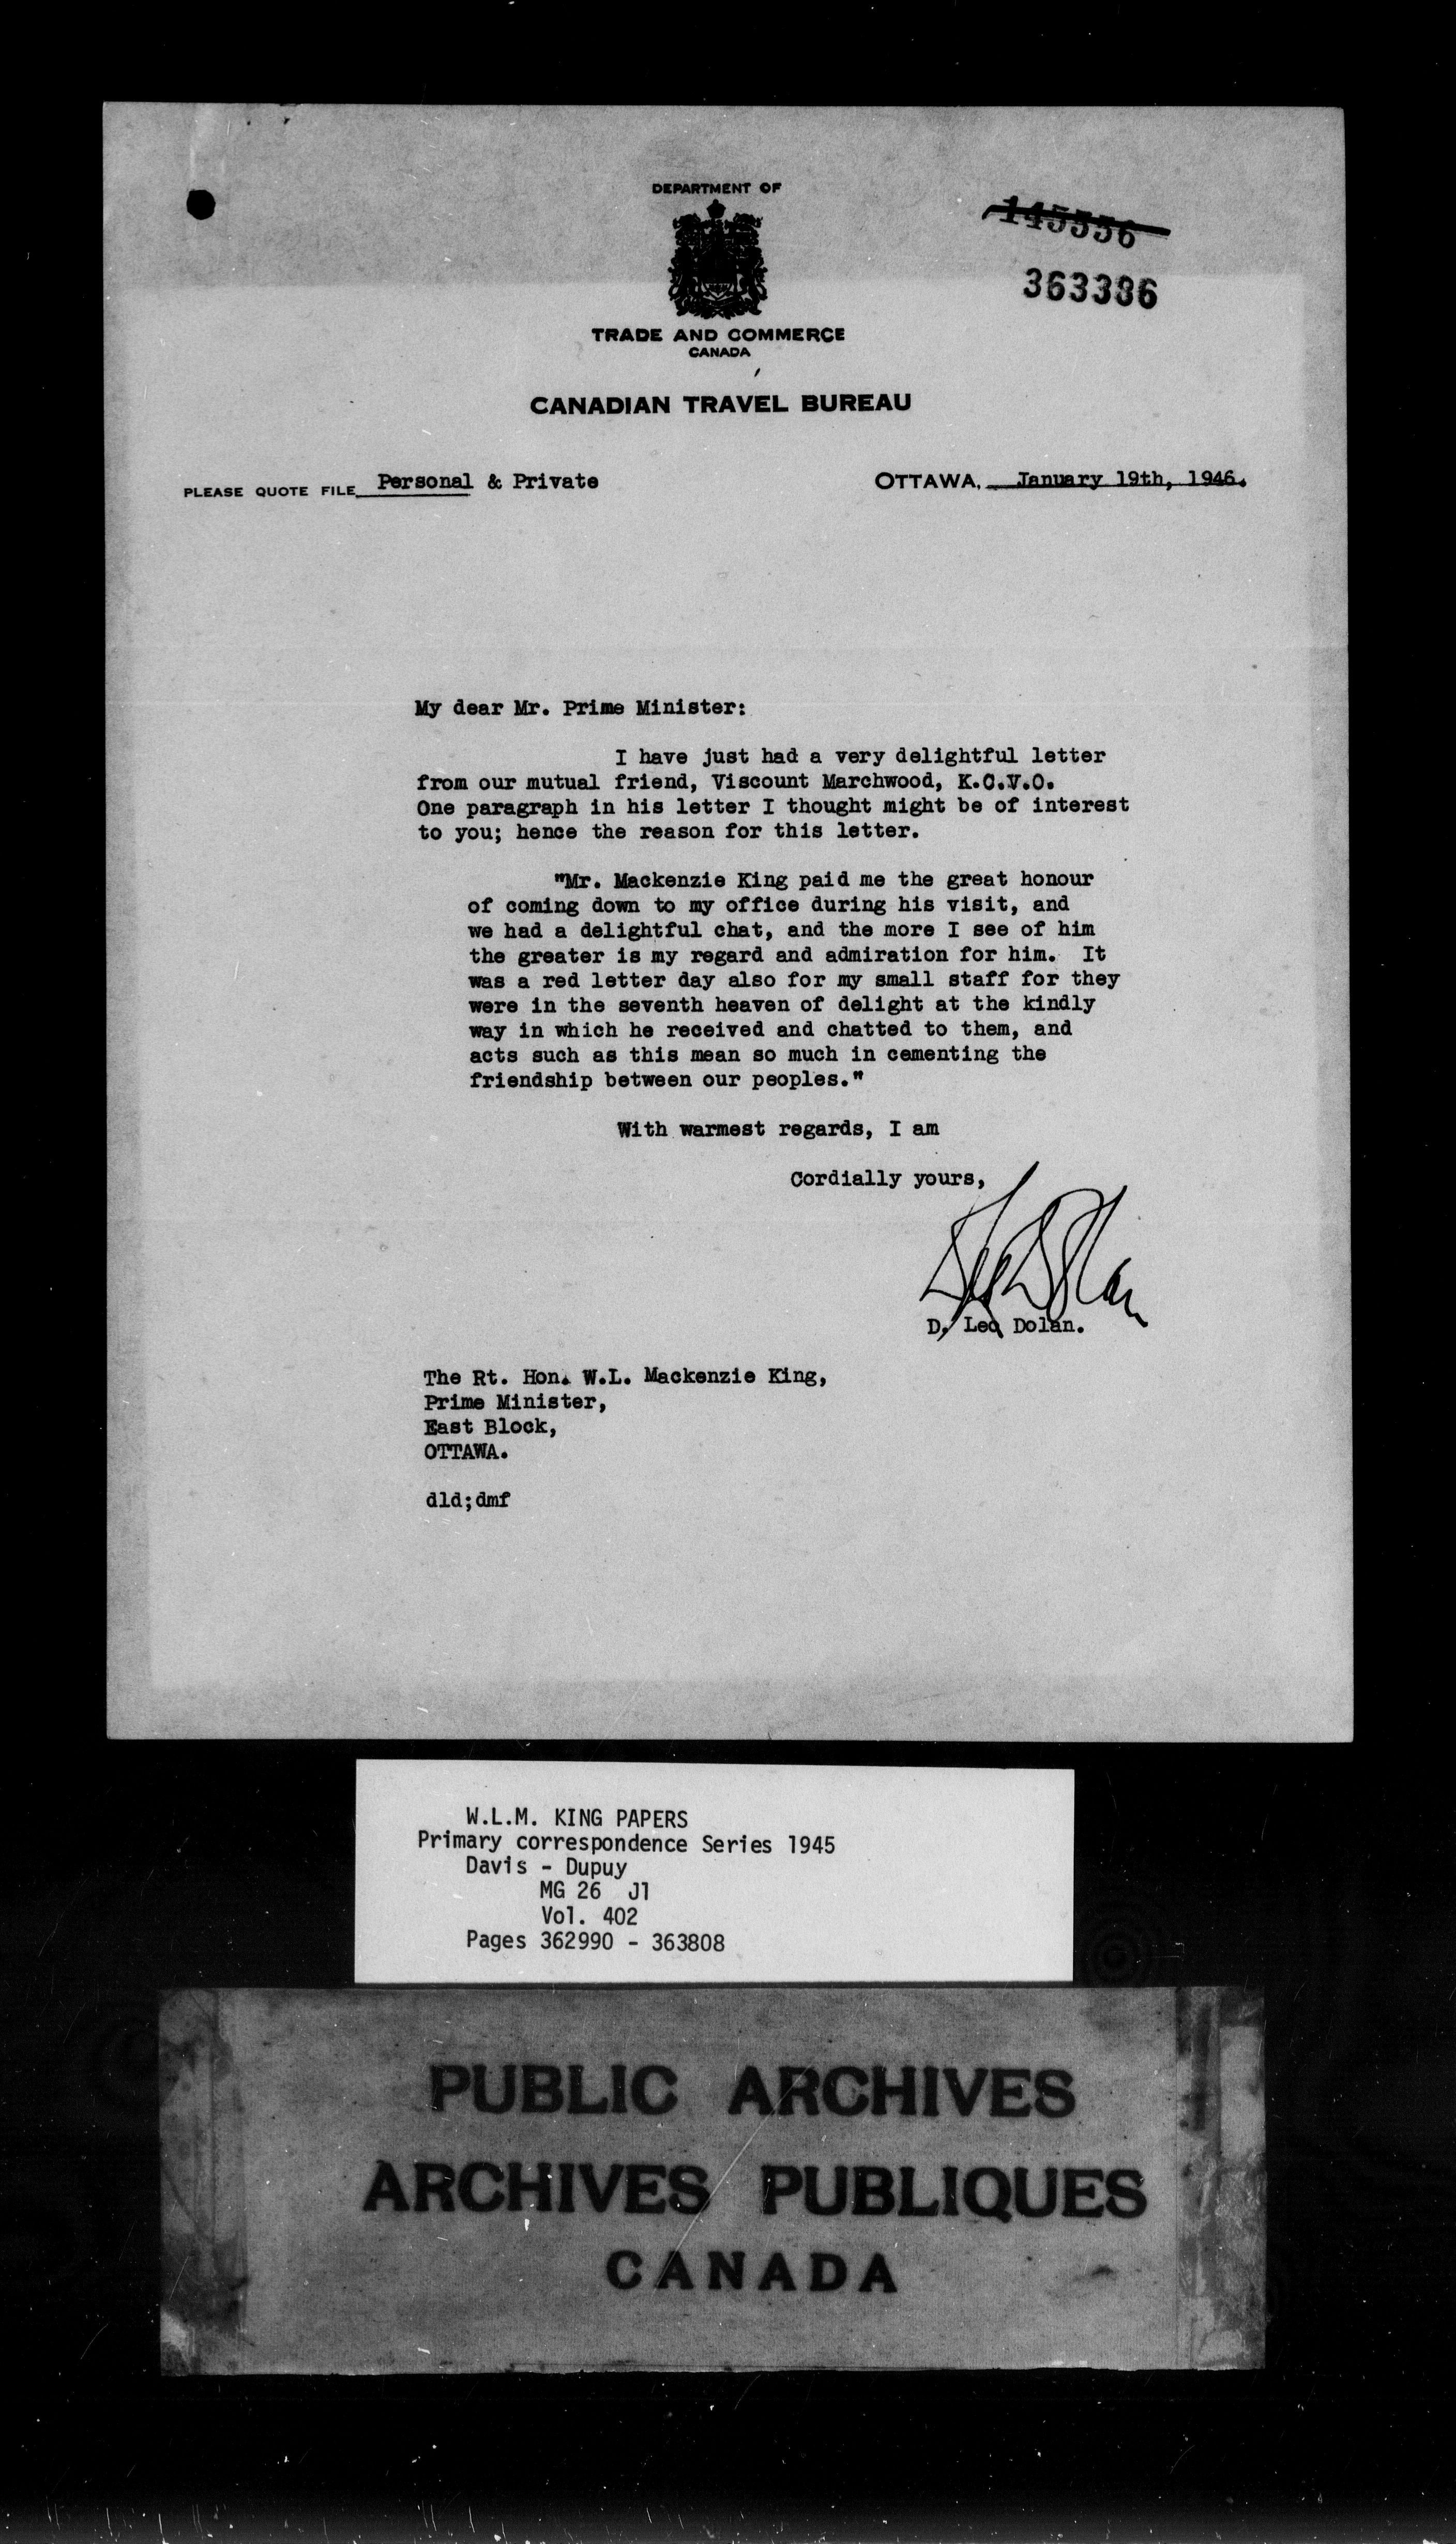 DEPARTMENT OF
145556
363386
TRADE AND COMMERCE
CANADA
CANADIAN TRAVEL BUREAU
PLEASE QUOTE FILE Personal & Private
OTTAWA, January 19th, 1946.
My dear Mr. Prime Minister:
I have just had a very delightful letter
from our mutual friend, Viscount Marchwood, K.C.V.O.
One paragraph in his letter I thought might be of interest
to you; hence the reason for this letter.
"Mr. Mackenzie King paid me the great honour
of coming down to my office during his visit, and
we had a delightful chat, and the more I see of him
the greater is my regard and admiration for him. It
was a red letter day also for my small staff for they
were in the seventh heaven of delight at the kindly
way in which he received and chatted to them, and
acts such as this mean so much in cementing the
friendship between our peoples."
With warmest regards, I am
Cordially yours,
Leo Dolan
D. Leo Dolan.
The Rt. Hon. W.L. Mackenzie King,
Prime Minister,
East Block,
OTTAWA.
dld;dmf
W.L.M. KING PAPERS
Primary correspondence Series 1945
Davis - Dupuy
MG 26 J1
Vol. 402
Pages 362990 - 363808
PUBLIC ARCHIVES
ARCHIVES PUBLIQUES
CANADA